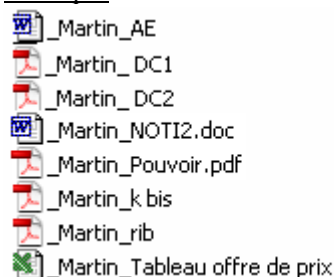 _Martin_AE
_Martin_ DC1
_Martin_ DC2
_Martin_NOTI2.doc
_Martin_Pouvoir.pdf
_Martin_k bis
_Martin_rib
_Martin_Tableau offre de prix